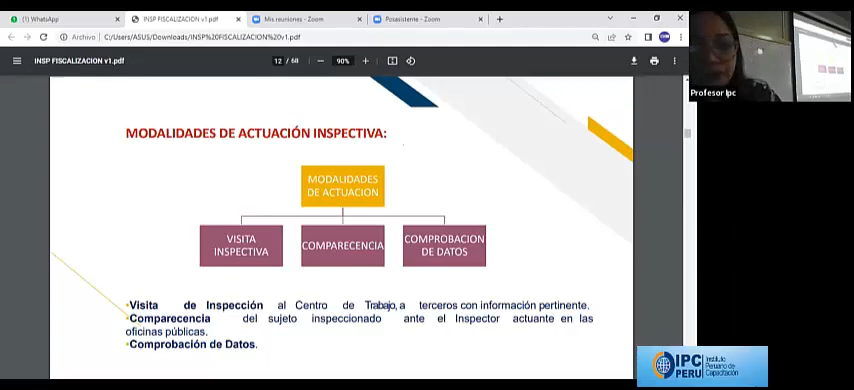 (1) WhatsApp
INSP FISCALIZACION v1.pdf
Mis reuniones - Zoom
Posasistente - Zoom
Archivo | C:/Users/ASUS/Downloads/INSP%20FISCALIZACION%20v1.pdf
INSP FISCALIZACION v1.pdf
12 / 68
90%
Profesor Ipc
MODALIDADES DE ACTUACIÓN INSPECTIVA:
MODALIDADES
DE ACTUACION
VISITA
INSPECTIVA
COMPARECENCIA
COMPROBACION
DE DATOS
•Visita de Inspección al Centro de Trabajo, a terceros con información pertinente.
•Comparecencia del sujeto inspeccionado ante el Inspector actuante en las
oficinas públicas.
•Comprobación de Datos.
IPC
PERU
Instituto
Peruano de
Capacitación